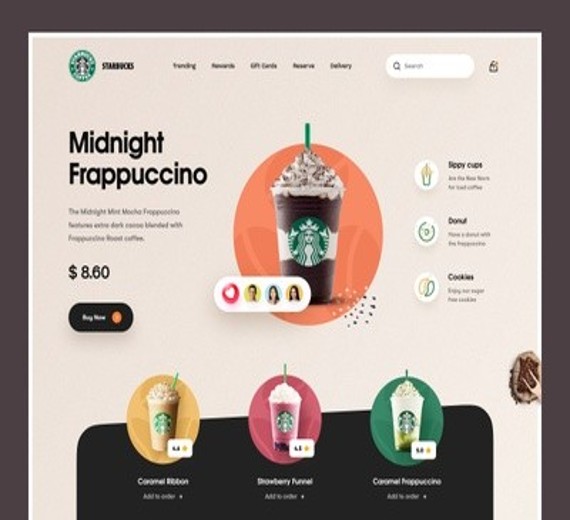 STARBUCKS
Trending Rewards Gift Cards Reserve Delivery
Search
Midnight
Frappuccino
The Midnight Mint Mocha Frappuccino
features extra dark cocoa blended with
Frappuccino Roast coffee.
$ 8.60
Buy Now
Sippy cups
Are the New Norm
for Iced coffee
Donut
Have a donut with
the frappuccino
Cookies
Enjoy our sugar
free cookies
4.8
5.0
Caramel Ribbon
Add to order
Strawberry Funnel
Add to order
Caramel Frappuccino
Add to order